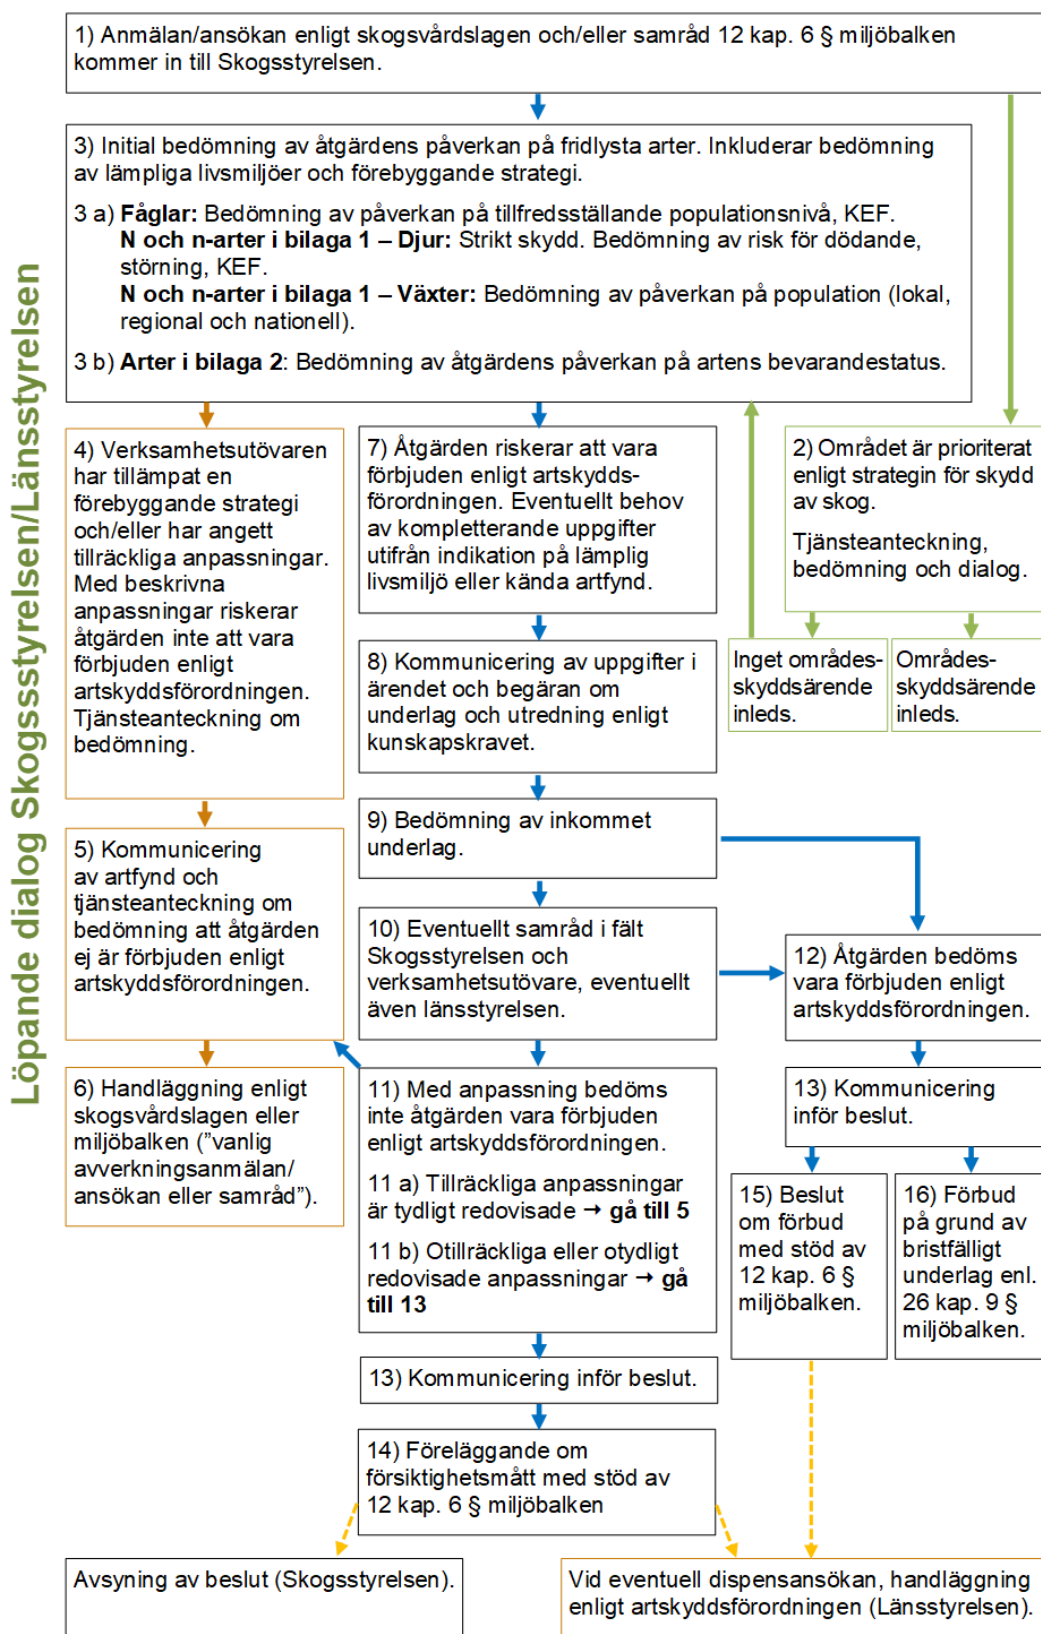 Löpande dialog Skogssstyrelsen/Länsstyrelsen
1) Anmälan/ansökan enligt skogsvårdslagen och/eller samråd 12 kap. 6 § miljöbalken
kommer in till Skogsstyrelsen.
3) Initial bedömning av åtgärdens påverkan på fridlysta arter. Inkluderar bedömning
av lämpliga livsmiljöer och förebyggande strategi.
3 a) Fåglar: Bedömning av påverkan på tillfredsställande populationsnivå, KEF.
N och n-arter i bilaga 1 – Djur: Strikt skydd. Bedömning av risk för dödande,
störning, KEF.
N och n-arter i bilaga 1 – Växter: Bedömning av påverkan på population (lokal,
regional och nationell).
3 b) Arter i bilaga 2: Bedömning av åtgärdens påverkan på artens bevarandestatus.
4) Verksamhetsutövaren
har tillämpat en
förebyggande strategi
och/eller har angett
tillräckliga anpassningar.
Med beskrivna
anpassningar riskerar
åtgärden inte att vara
förbjuden enligt
artskyddsförordningen.
Tjänsteanteckning om
bedömning.
7) Åtgärden riskerar att vara
förbjuden enligt artskydds-
förordningen. Eventuellt behov
av kompletterande uppgifter
utifrån indikation på lämplig
livsmiljö eller kända artfynd.
2) Området är prioriterat
enligt strategin för skydd
av skog.
Tjänsteanteckning,
bedömning och dialog.
Inget områdes-
skyddsärende
inleds.
Områdes-
skyddsärende
inleds.
8) Kommunicering av uppgifter i
ärendet och begäran om
underlag och utredning enligt
kunskapskravet.
9) Bedömning av inkommet
underlag.
5) Kommunicering
av artfynd och
tjänsteanteckning om
bedömning att åtgärden
ej är förbjuden enligt
artskyddsförordningen.
10) Eventuellt samråd i fält
Skogsstyrelsen och
verksamhetsutövare, eventuellt
även länsstyrelsen.
12) Åtgärden bedöms
vara förbjuden enligt
artskyddsförordningen.
6) Handläggning enligt
skogsvårdslagen eller
miljöbalken (”vanlig
avverkningsanmälan/
ansökan eller samråd”).
11) Med anpassning bedöms
inte åtgärden vara förbjuden
enligt artskyddsförordningen.
11 a) Tillräckliga anpassningar
är tydligt redovisade → gå till 5
11 b) Otillräckliga eller otydligt
redovisade anpassningar → gå
till 13
13) Kommunicering
inför beslut.
15) Beslut
om förbud
med stöd av
12 kap. 6 §
miljöbalken.
16) Förbud
på grund av
bristfälligt
underlag enl.
26 kap. 9 §
miljöbalken.
13) Kommunicering inför beslut.
14) Föreläggande om
försiktighetsmått med stöd av
12 kap. 6 § miljöbalken
Avsyning av beslut (Skogsstyrelsen).
Vid eventuell dispensansökan, handläggning
enligt artskyddsförordningen (Länsstyrelsen).